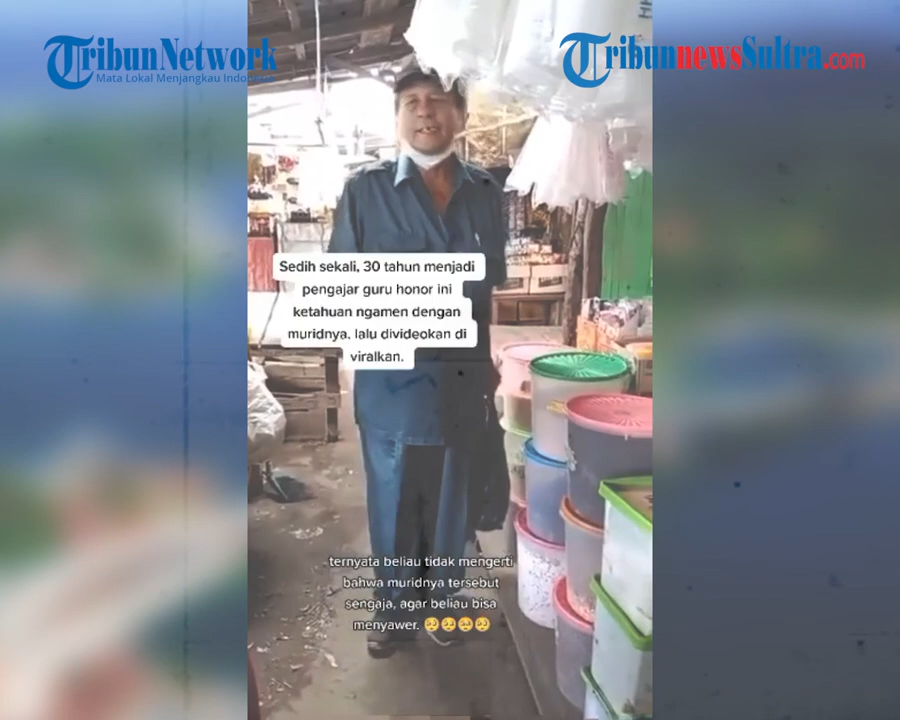 TribunNetwork
Mata Lokal Menjangkau Indonesia
TribunnewsSultra.com
Sedih sekali, 30 tahun menjadi
pengajar guru honor ini
ketahuan ngamen dengan
muridnya. lalu divideokan di
viralkan.
ternyata beliau tidak mengerti
bahwa muridnya tersebut
sengaja, agar beliau bisa
menyawer. 🥺🥺🥺🥺